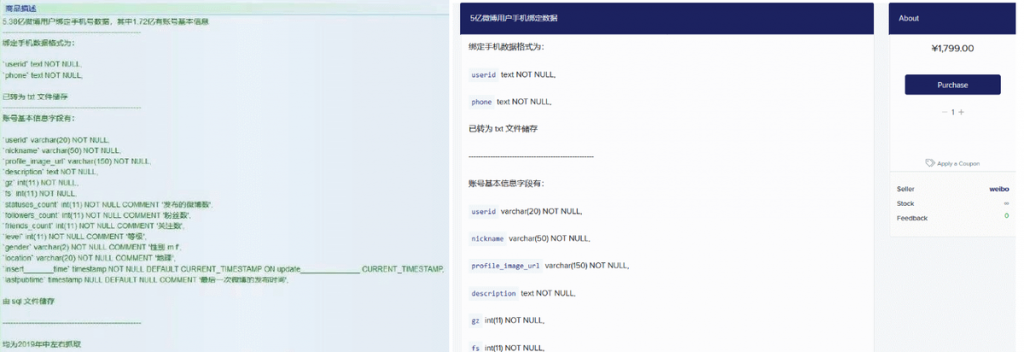 商品描述
5.38亿微博用户绑定手机号数据，其中1.72亿有账号基本信息
----------------------------------------------------
绑定手机数据格式为：
`userid` text NOT NULL,
`phone` text NOT NULL,
已转为 txt 文件储存
----------------------------------------------------
账号基本信息字段有：
`userid` varchar(20) NOT NULL,
`nickname` varchar(50) NOT NULL,
`profile_image_url` varchar(150) NOT NULL,
`description` text NOT NULL,
`gz` int(11) NOT NULL,
`fs` int(11) NOT NULL,
`statuses_count` int(11) NOT NULL COMMENT '发布的微博数',
`followers_count` int(11) NOT NULL COMMENT '粉丝数',
`friends_count` int(11) NOT NULL COMMENT '关注数',
`level` int(11) NOT NULL COMMENT '等级',
`gender` varchar(2) NOT NULL COMMENT '性别 m f',
`location` varchar(20) NOT NULL COMMENT '地理',
`insert_______time` timestamp NOT NULL DEFAULT CURRENT_TIMESTAMP ON update________________ CURRENT_TIMESTAMP,
`lastpubtime` timestamp NULL DEFAULT NULL COMMENT '最后一次微博的发布时间',
由 sql 文件储存
----------------------------------------------------
均为2019年中左右抓取
5亿微博用户手机绑定数据
绑定手机数据格式为：
userid text NOT NULL,
phone text NOT NULL,
已转为 txt 文件储存
----------------------------------------------------
账号基本信息字段有：
userid varchar(20) NOT NULL,
nickname varchar(50) NOT NULL,
profile_image_url varchar(150) NOT NULL,
description text NOT NULL,
gz int(11) NOT NULL,
fs int(11) NOT NULL,
About
¥1,799.00
Purchase
− 1 +
Apply a Coupon
Seller weibo
Stock ∞
Feedback 0